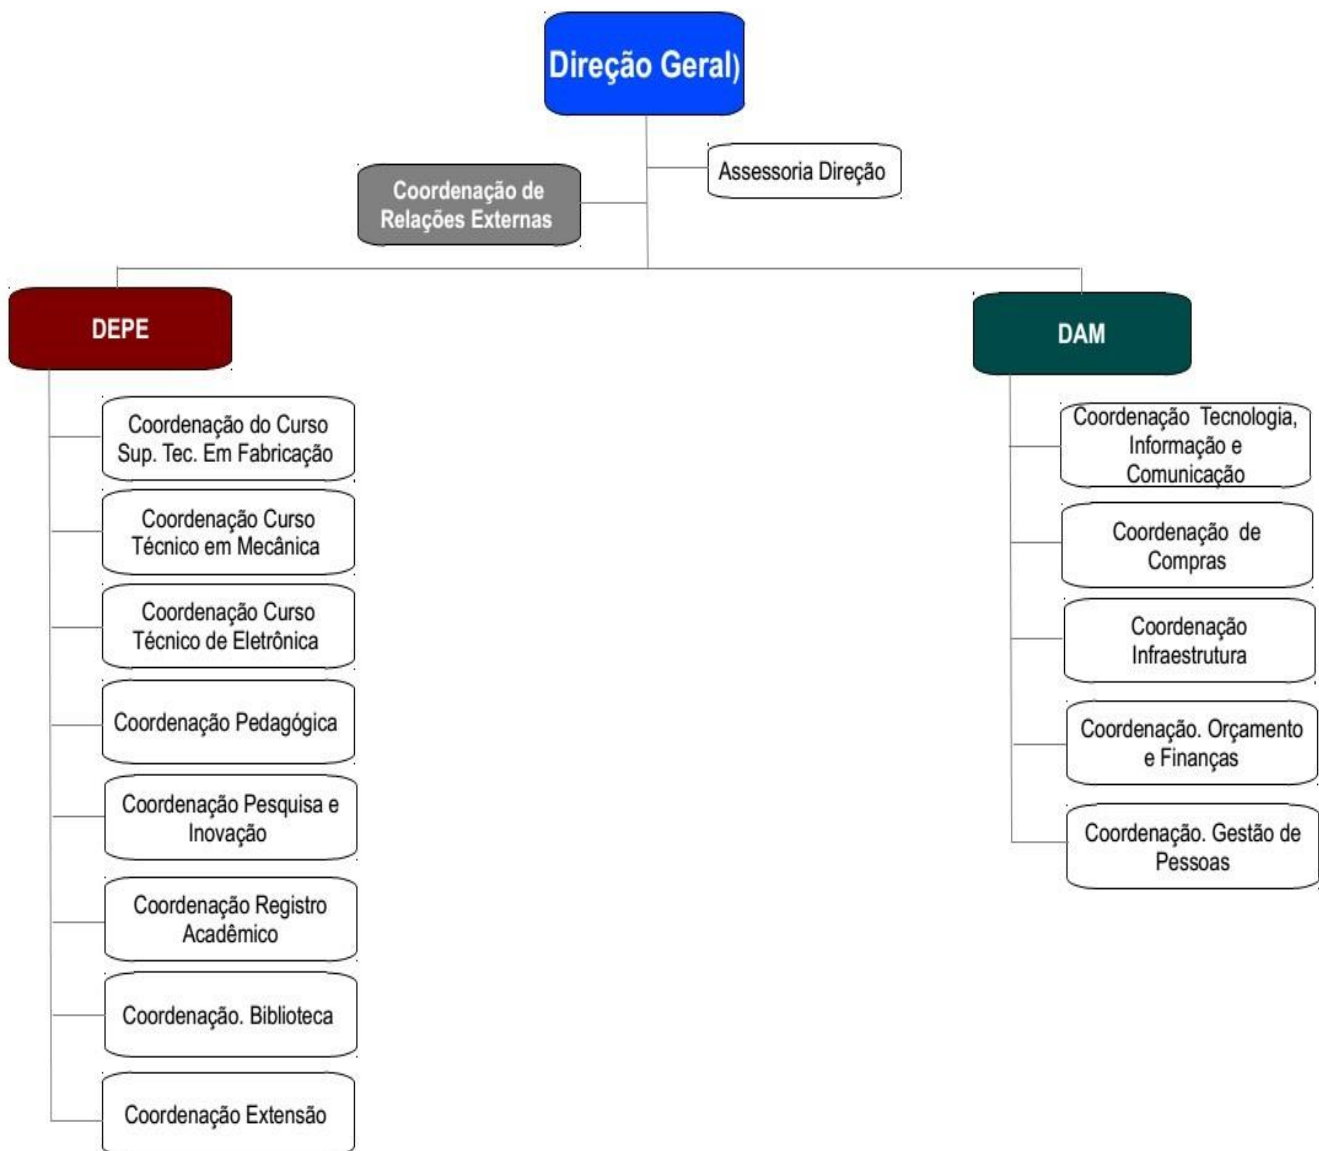 Direção Geral)
Assessoria Direção
Coordenação de
Relações Externas
DEPE
DAM
Coordenação do Curso
Sup. Tec. Em Fabricação
Coordenação Curso
Técnico em Mecânica
Coordenação Curso
Técnico de Eletrônica
Coordenação Pedagógica
Coordenação Pesquisa e
Inovação
Coordenação Registro
Acadêmico
Coordenação. Biblioteca
Coordenação Extensão
Coordenação Tecnologia,
Informação e
Comunicação
Coordenação de
Compras
Coordenação
Infraestrutura
Coordenação. Orçamento
e Finanças
Coordenação. Gestão de
Pessoas